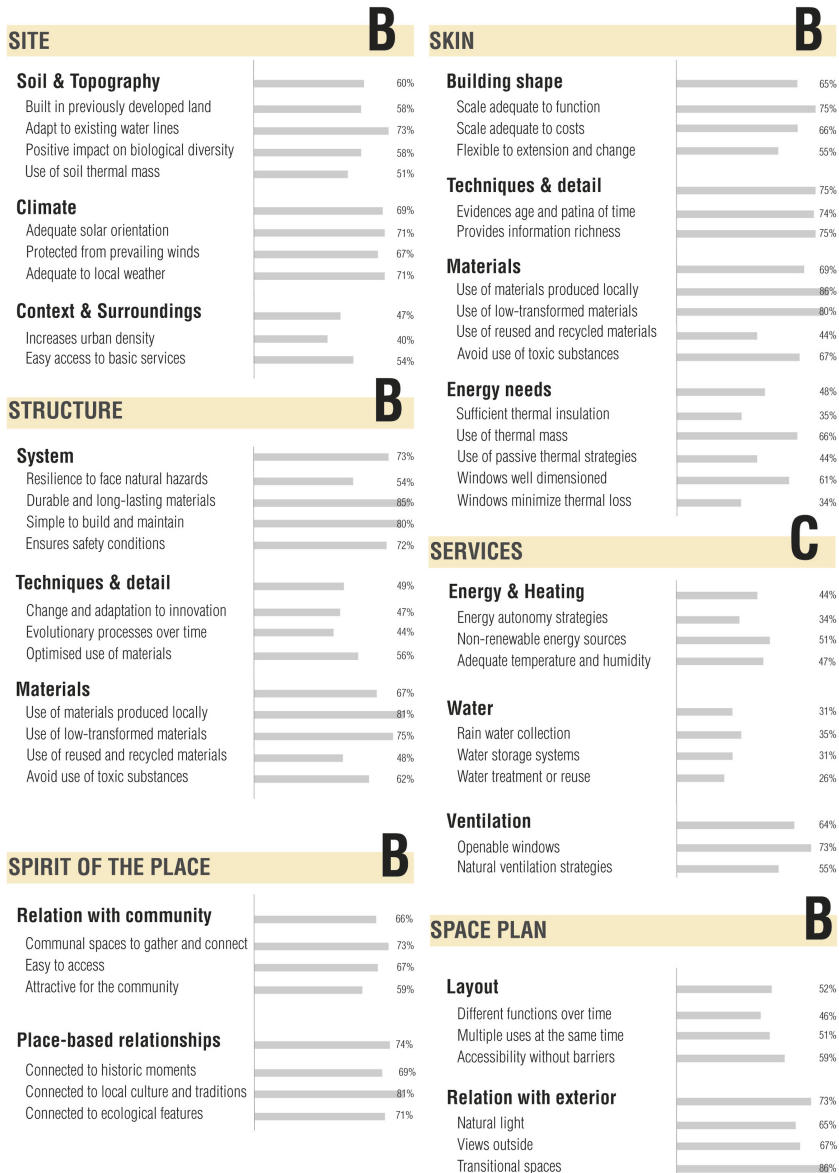 SITE B
Soil & Topography 60%
Built in previously developed land 58%
Adapt to existing water lines 73%
Positive impact on biological diversity 58%
Use of soil thermal mass 51%
Climate 69%
Adequate solar orientation 71%
Protected from prevailing winds 67%
Adequate to local weather 71%
Context & Surroundings 47%
Increases urban density 40%
Easy access to basic services 54%
STRUCTURE B
System 73%
Resilience to face natural hazards 54%
Durable and long-lasting materials 85%
Simple to build and maintain 80%
Ensures safety conditions 72%
Techniques & detail 49%
Change and adaptation to innovation 47%
Evolutionary processes over time 44%
Optimised use of materials 56%
Materials 67%
Use of materials produced locally 81%
Use of low-transformed materials 75%
Use of reused and recycled materials 48%
Avoid use of toxic substances 62%
SPIRIT OF THE PLACE B
Relation with community 66%
Communal spaces to gather and connect 73%
Easy to access 67%
Attractive for the community 59%
Place-based relationships 74%
Connected to historic moments 69%
Connected to local culture and traditions 81%
Connected to ecological features 71%
SKIN B
Building shape 65%
Scale adequate to function 75%
Scale adequate to costs 66%
Flexible to extension and change 55%
Techniques & detail 75%
Evidences age and patina of time 74%
Provides information richness 75%
Materials 69%
Use of materials produced locally 86%
Use of low-transformed materials 80%
Use of reused and recycled materials 44%
Avoid use of toxic substances 67%
Energy needs 48%
Sufficient thermal insulation 35%
Use of thermal mass 66%
Use of passive thermal strategies 44%
Windows well dimensioned 61%
Windows minimize thermal loss 34%
SERVICES C
Energy & Heating 44%
Energy autonomy strategies 34%
Non-renewable energy sources 51%
Adequate temperature and humidity 47%
Water 31%
Rain water collection 35%
Water storage systems 31%
Water treatment or reuse 26%
Ventilation 64%
Openable windows 73%
Natural ventilation strategies 55%
SPACE PLAN B
Layout 52%
Different functions over time 46%
Multiple uses at the same time 51%
Accessibility without barriers 59%
Relation with exterior 73%
Natural light 65%
Views outside 67%
Transitional spaces 86%